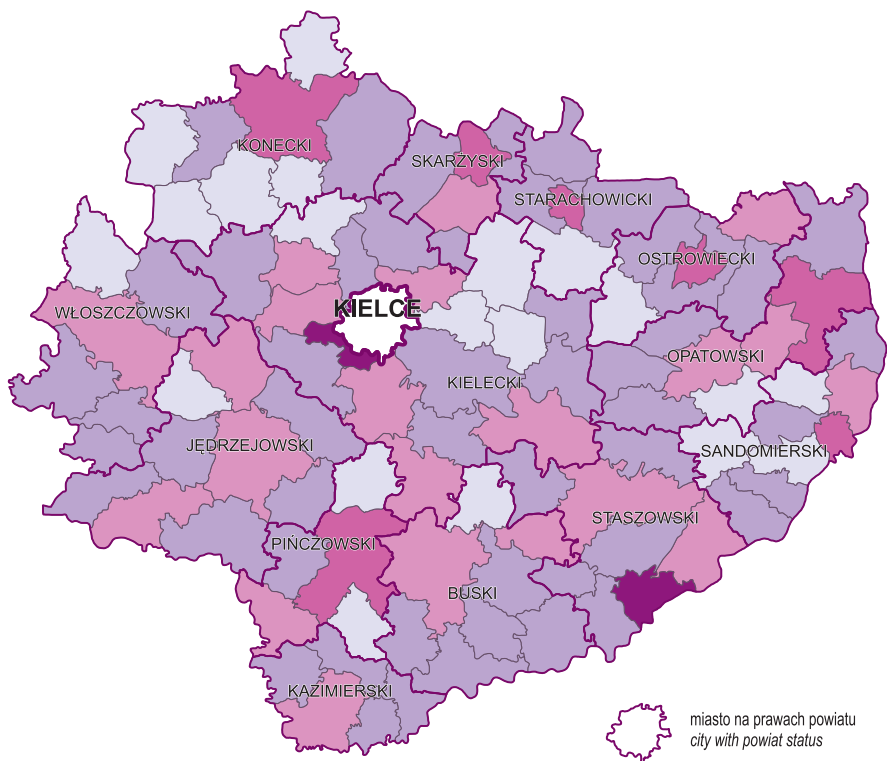 KONECKI
SKARŻYSKI
STARACHOWICKI
OSTROWIECKI
WŁOSZCZOWSKI
KIELCE
OPATOWSKI
KIELECKI
JĘDRZEJOWSKI
SANDOMIERSKI
STASZOWSKI
PIŃCZOWSKI
BUSKI
KAZIMIERSKI
miasto na prawach powiatu
city with powiat status